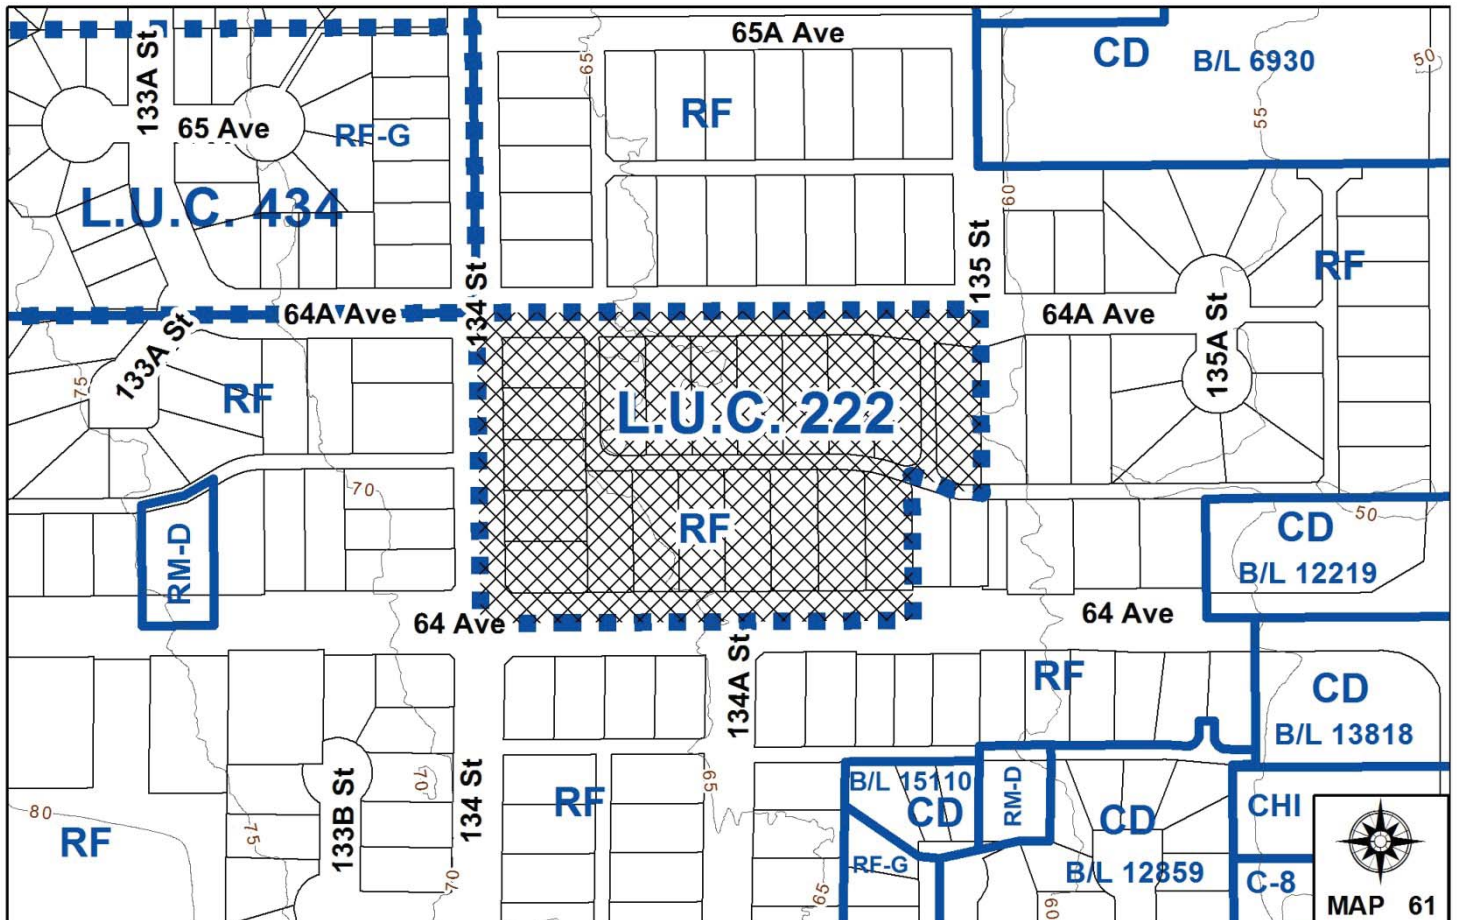 65A Ave
CD
B/L 6930
50
133A St
65
65 Ave
RF-G
RF
55
L.U.C. 434
60
135 St
RF
134 St
64A Ave
64A Ave
135A St
133A St
75
RF
L.U.C. 222
70
RM-D
RF
CD
50
B/L 12219
64 Ave
64 Ave
134A St
RF
CD
B/L 13818
70
65
134 St
133B St
B/L 15110
CD
RM-D
RF
80
RF
75
CD
CHI
RF-G
B/L 12859
C-8
70
65
60
MAP 61